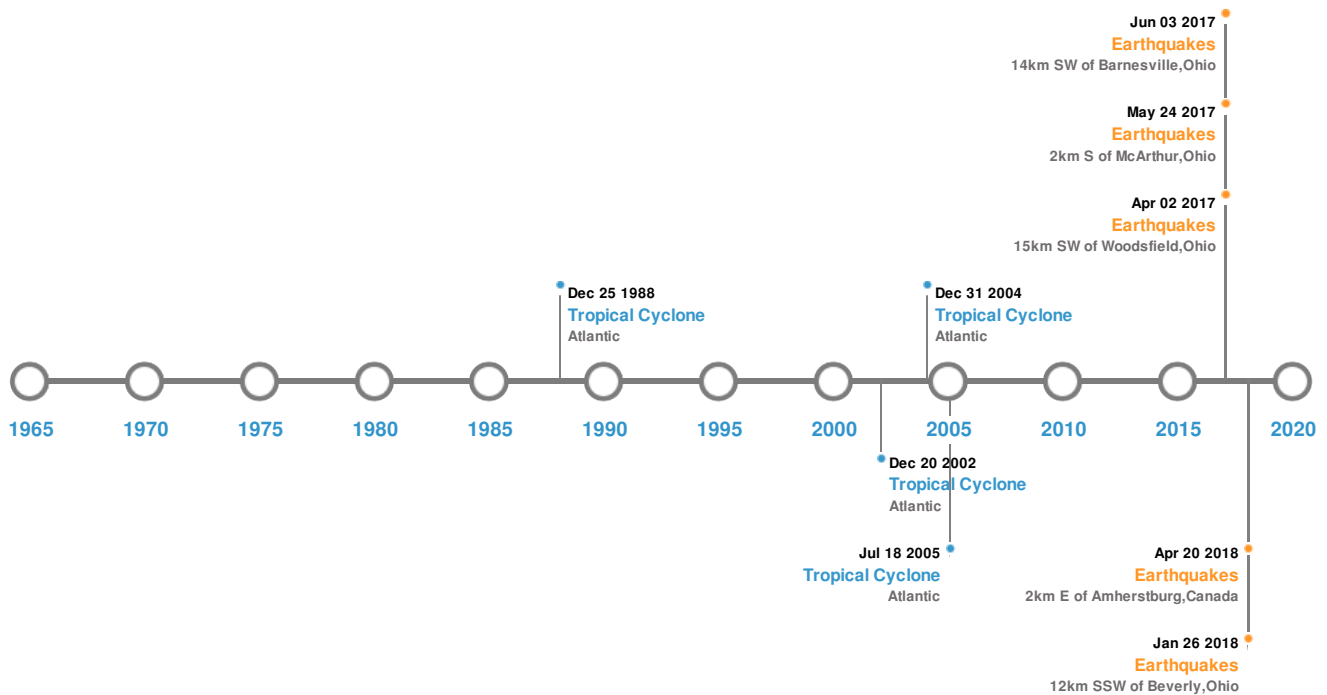 Jun 03 2017
Earthquakes
14km SW of Barnesville,Ohio
May 24 2017
Earthquakes
2km S of McArthur,Ohio
Apr 02 2017
Earthquakes
15km SW of Woodsfield,Ohio
Dec 25 1988
Tropical Cyclone
Atlantic
Dec 31 2004
Tropical Cyclone
Atlantic
1965 1970 1975 1980 1985 1990 1995 2000 2005 2010 2015 2020
Dec 20 2002
Tropical Cyclone
Atlantic
Jul 18 2005
Tropical Cyclone
Atlantic
Apr 20 2018
Earthquakes
2km E of Amherstburg,Canada
Jan 26 2018
Earthquakes
12km SSW of Beverly,Ohio